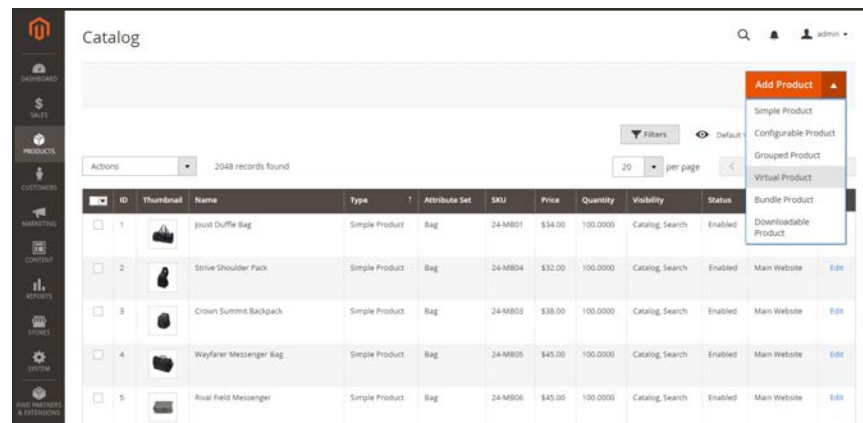 Catalog
admin
DASHBOARD
SALES
PRODUCTS
CUSTOMERS
MARKETING
CONTENT
REPORTS
STORES
SYSTEM
FIND PARTNERS
& EXTENSIONS
Add Product
Simple Product
Configurable Product
Grouped Product
Virtual Product
Bundle Product
Downloadable
Product
Filters
Default
Actions
2048 records found
20
per page
ID Thumbnail Name Type ↑ Attribute Set SKU Price Quantity Visibility Status
1 Joust Duffle Bag Simple Product Bag 24-MB01 $34.00 100.0000 Catalog, Search Enabled
2 Strive Shoulder Pack Simple Product Bag 24-MB04 $32.00 100.0000 Catalog, Search Enabled Main Website Edit
3 Crown Summit Backpack Simple Product Bag 24-MB03 $38.00 100.0000 Catalog, Search Enabled Main Website Edit
4 Wayfarer Messenger Bag Simple Product Bag 24-MB05 $45.00 100.0000 Catalog, Search Enabled Main Website Edit
5 Rival Field Messenger Simple Product Bag 24-MB06 $45.00 100.0000 Catalog, Search Enabled Main Website Edit